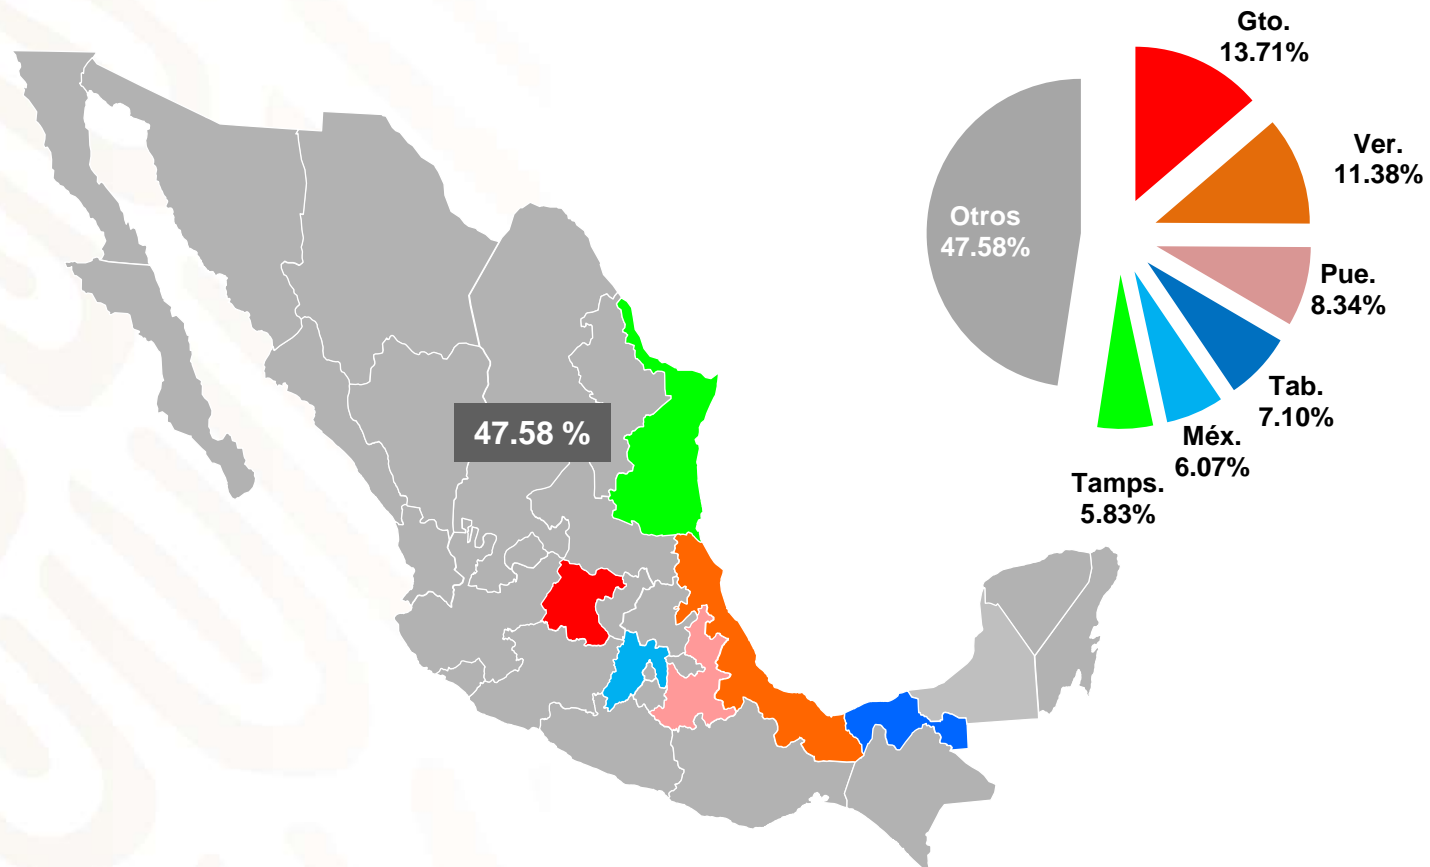 Gto.
13.71%
Ver.
11.38%
Otros
47.58%
Pue.
8.34%
Tab.
7.10%
Méx.
6.07%
Tamps.
5.83%
47.58 %